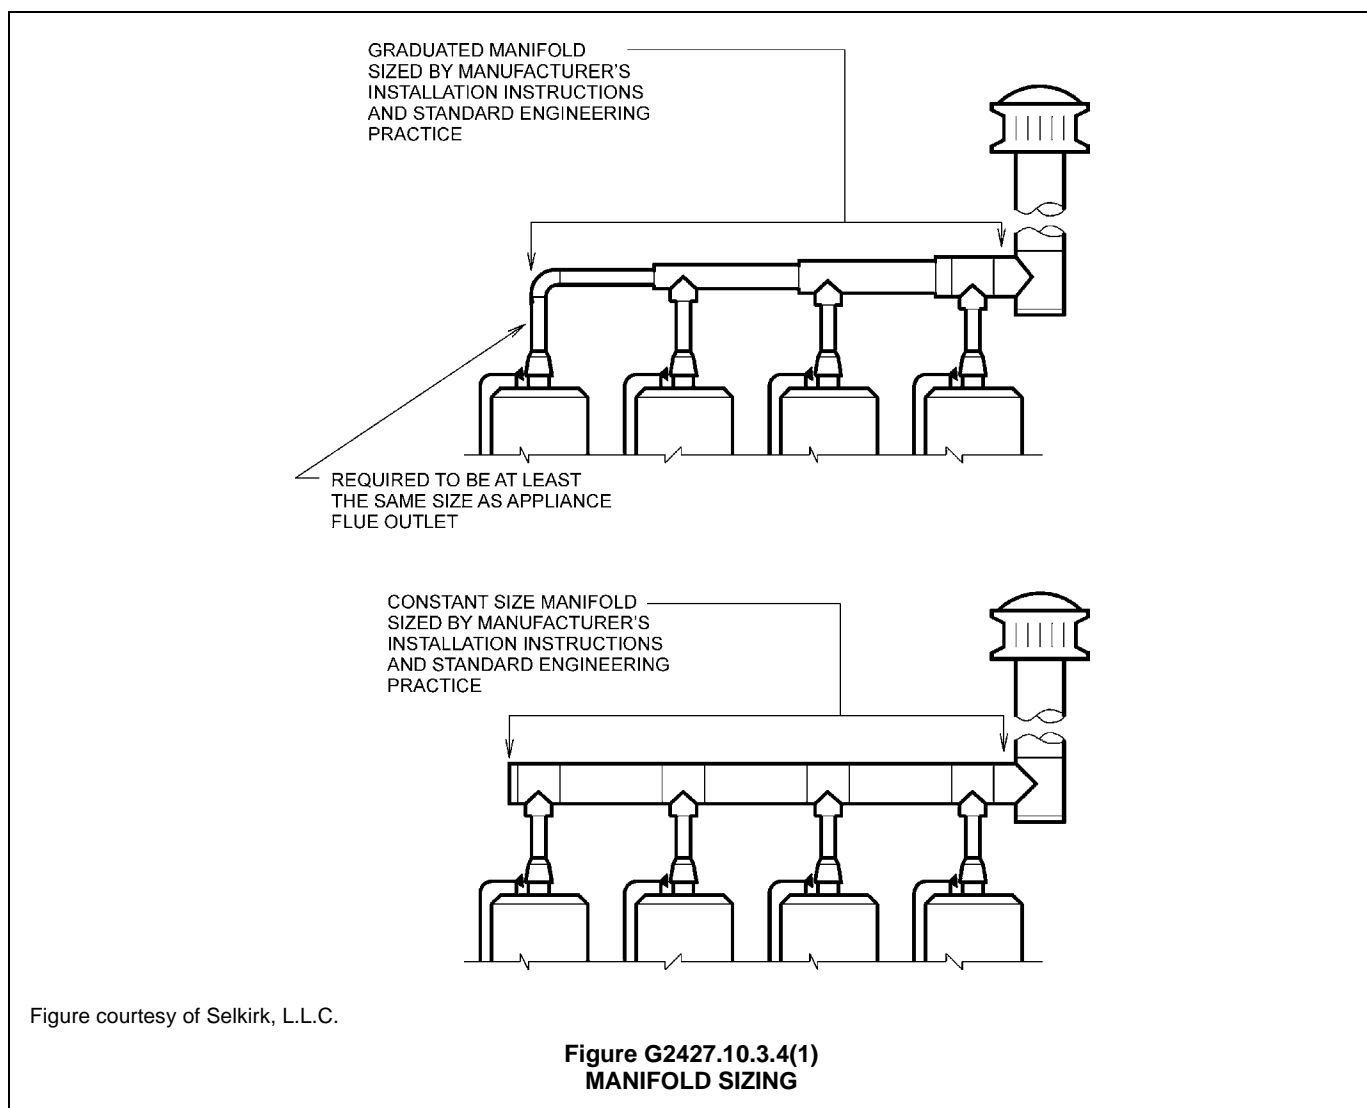 GRADUATED MANIFOLD
SIZED BY MANUFACTURER'S
INSTALLATION INSTRUCTIONS
AND STANDARD ENGINEERING
PRACTICE
REQUIRED TO BE AT LEAST
THE SAME SIZE AS APPLIANCE
FLUE OUTLET
CONSTANT SIZE MANIFOLD
SIZED BY MANUFACTURER'S
INSTALLATION INSTRUCTIONS
AND STANDARD ENGINEERING
PRACTICE
Figure courtesy of Selkirk, L.L.C.
Figure G2427.10.3.4(1)
MANIFOLD SIZING